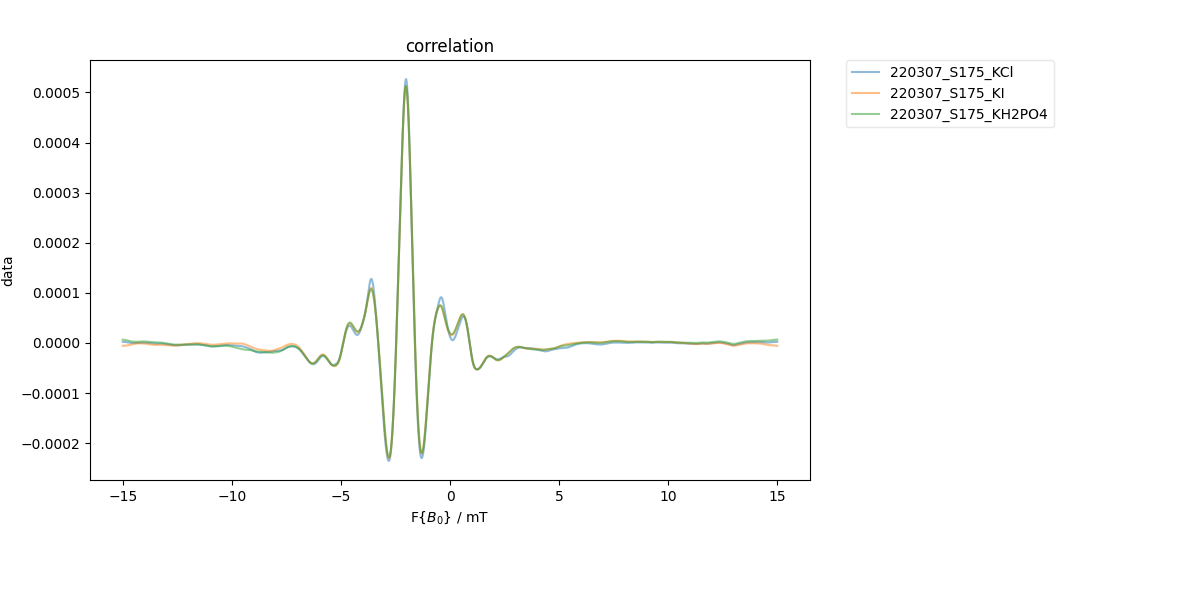 correlation
220307_S175_KCl
220307_S175_KI
220307_S175_KH2PO4
data
0.0005
0.0004
0.0003
0.0002
0.0001
0.0000
−0.0001
−0.0002
−15 −10 −5 0 5 10 15
F{B₀} / mT